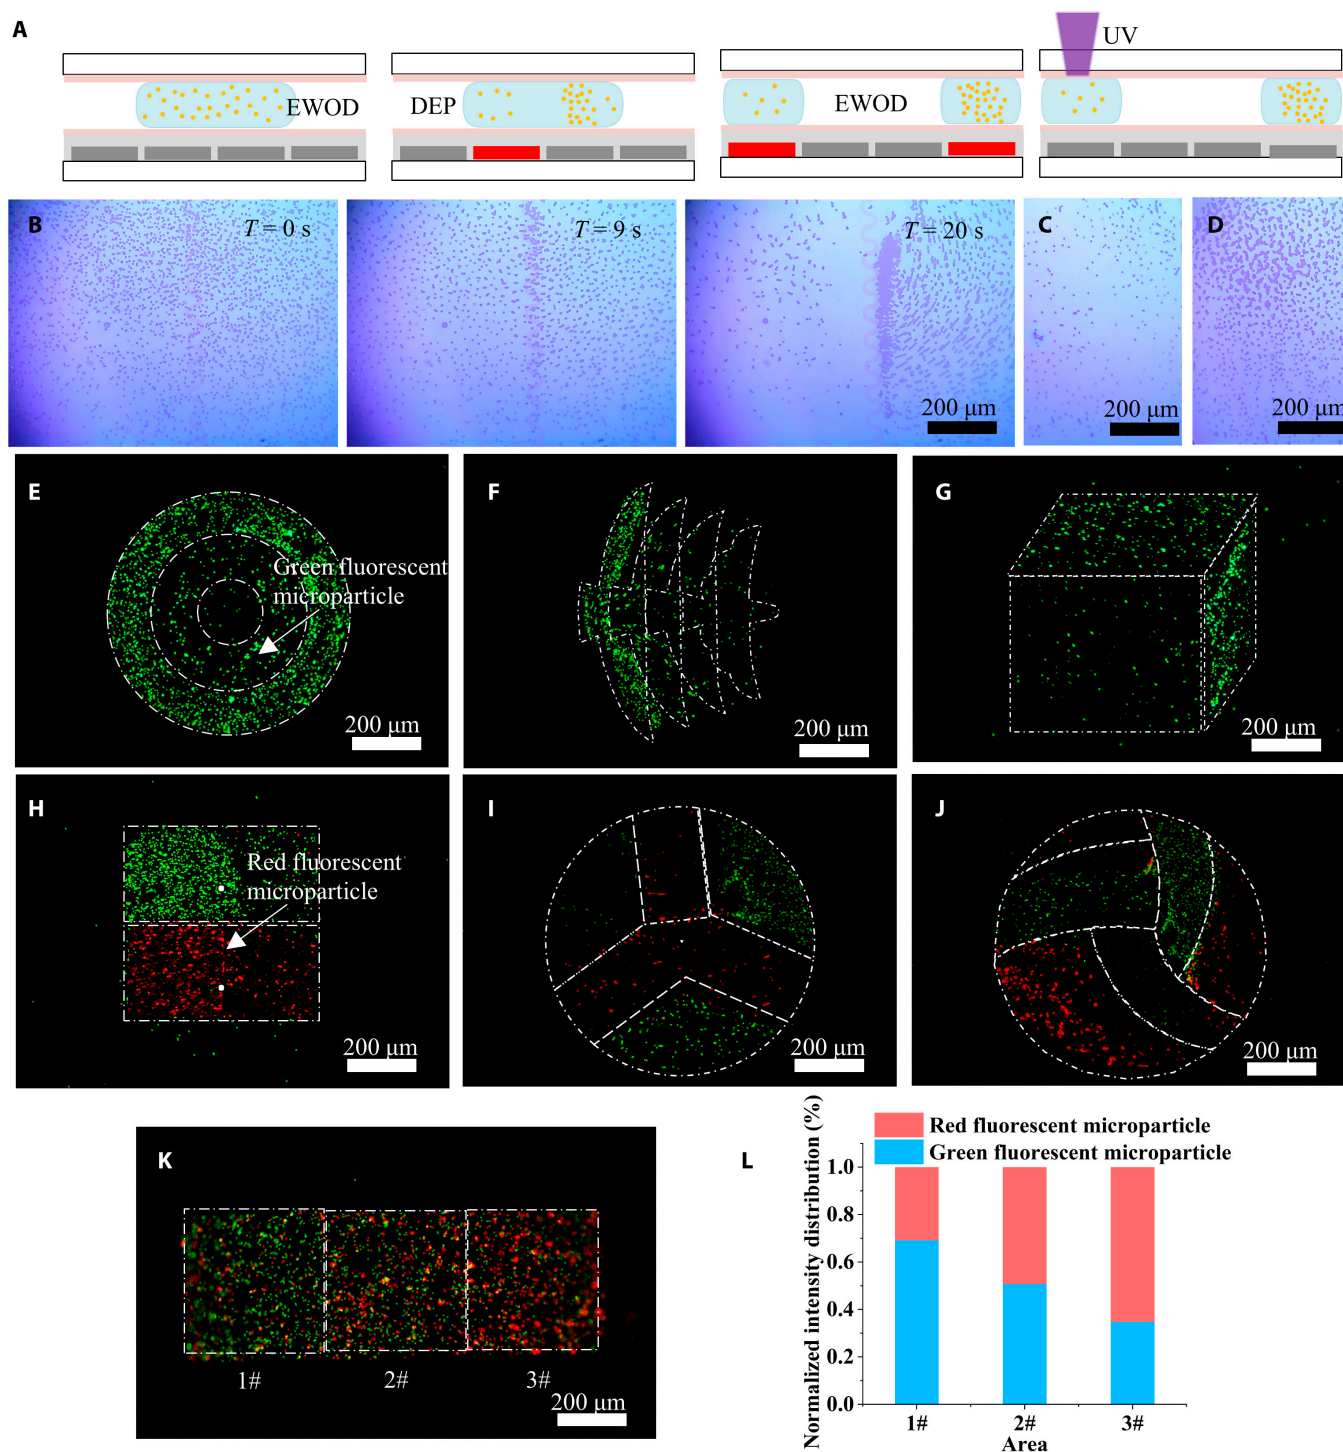 A
UV
EWOD
DEP
EWOD
B
T = 0 s
T = 9 s
T = 20 s
C
D
200 μm
200 μm
200 μm
E
Green fluorescent
microparticle
200 μm
F
200 μm
G
200 μm
H
Red fluorescent
microparticle
200 μm
I
200 μm
J
200 μm
K
1#
2#
3#
200 μm
L
Normalized intensity distribution (%)
Red fluorescent microparticle
Green fluorescent microparticle
1.0
0.8
0.6
0.4
0.2
0.0
1#
2#
3#
Area